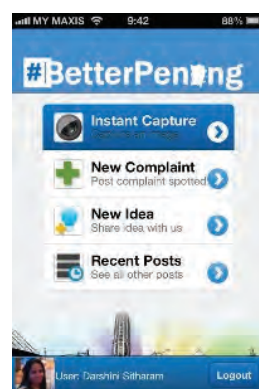 MY MAXIS 9:42 88%
#BetterPenang
Instant Capture
New Complaint
Post complaint spotted
New Idea
Share idea with us
Recent Posts
See all other posts
User: Darshini Sitharam Logout